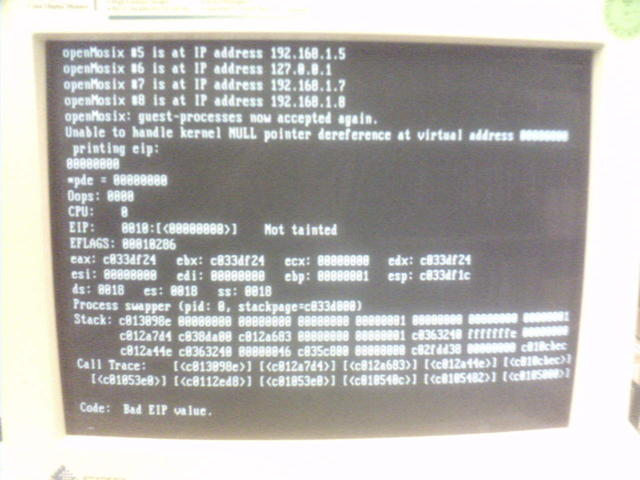 openMosix #5 is at IP address 192.168.1.5
openMosix #6 is at IP address 127.0.0.1
openMosix #7 is at IP address 192.168.1.7
openMosix #8 is at IP address 192.168.1.8
openMosix: guest-processes now accepted again.
Unable to handle kernel NULL pointer dereference at virtual address 00000000
printing eip:
00000000
*pde = 00000000
Oops: 0000
CPU: 0
EIP: 0010:[<00000000>] Not tainted
EFLAGS: 00010286
eax: c033df24 ebx: c033df24 ecx: 00000000 edx: c033df24
esi: 00000000 edi: 00000000 ebp: 00000001 esp: c033df1c
ds: 0018 es: 0018 ss: 0018
Process swapper (pid: 0, stackpage=c033d000)
Stack: c013098e 00000000 00000000 00000000 00000001 00000000 00000000 00000001
c012a7d4 c038da08 c012a683 00000000 00000001 c0363240 fffffffe 00000000
c012a44e c0363240 00000046 c035c800 00000000 c02fdd38 00000000 c010cbec
Call Trace: [<c013098e>] [<c012a7d4>] [<c012a683>] [<c012a44e>] [<c010cbec>]
[<c01053e0>] [<c0112ed8>] [<c01053e0>] [<c010540c>] [<c0105482>] [<c0105000>]
Code: Bad EIP value.